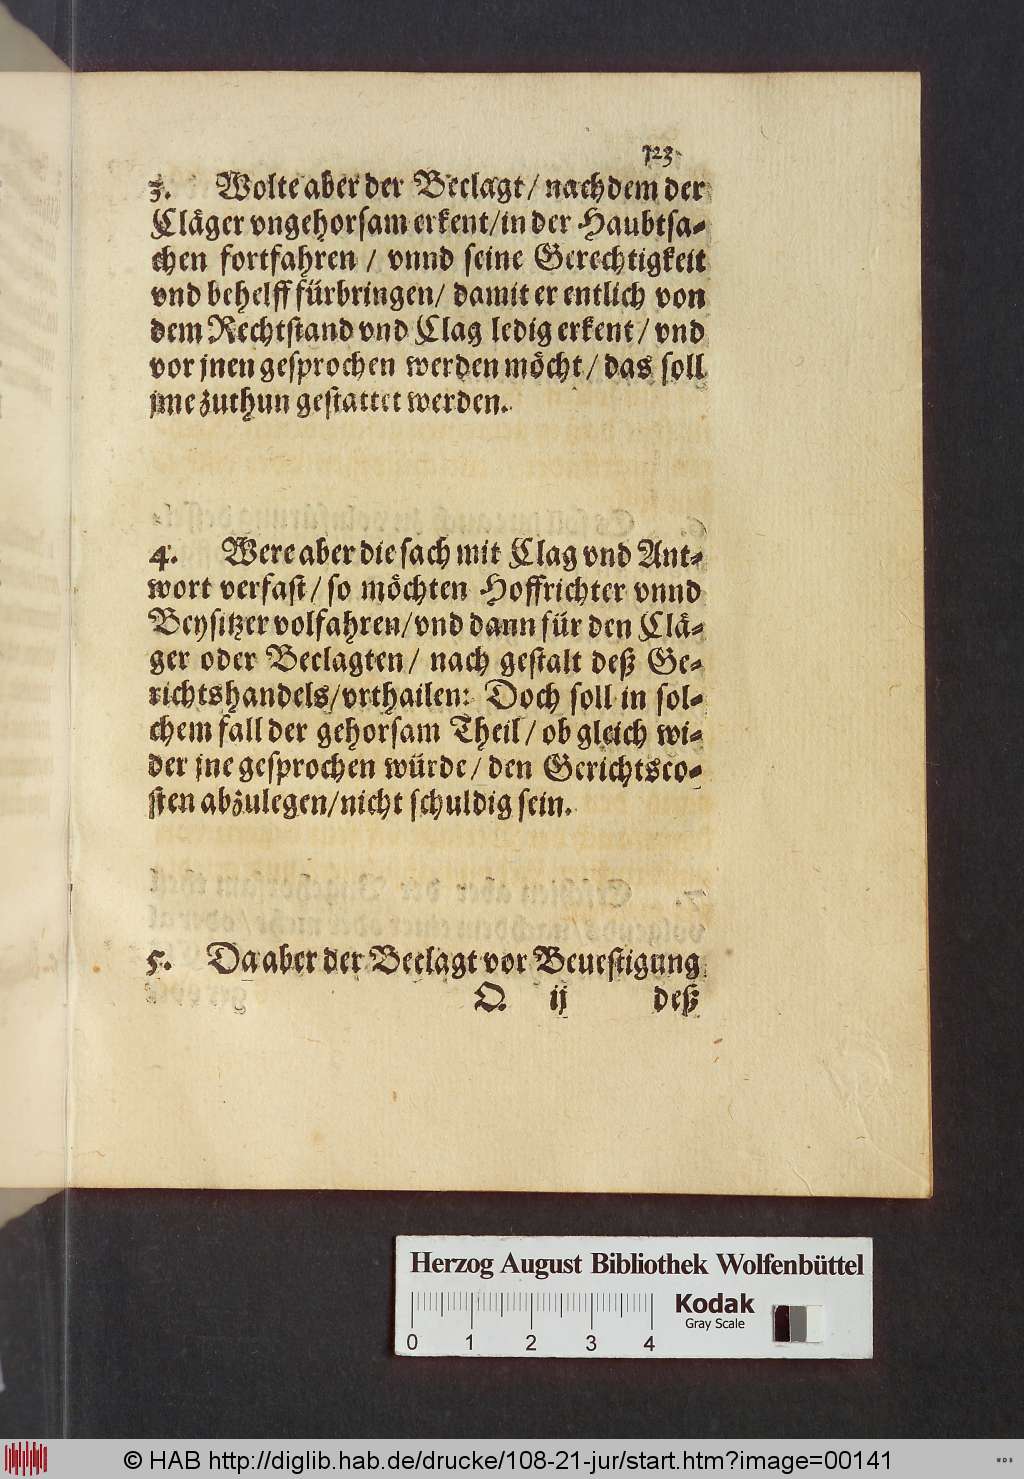 123
3. Wolte aber der Beclagt / nachdem der
Cläger vngehorsam erkent/in der Haubtsa-
chen fortfahren / vnnd seine Gerechtigkeit
vnd behelff fürbringen/ damit er entlich von
dem Rechtstand vnd Clag ledig erkent / vnd
vor jnen gesprochen werden möcht / das soll
jme zuthun gestattet werden.
4. Were aber die sach mit Clag vnd Ant-
wort verfast / so möchten Hoffrichter vnnd
Beysitzer volfahren/vnd dann für den Clä-
ger oder Beclagten / nach gestalt deß Ge-
richtshandels/vrthailen: Doch soll in sol-
chem fall der gehorsam Theil / ob gleich wi-
der jne gesprochen würde / den Gerichtsco-
sten abzulegen/nicht schuldig sein.
5. Da aber der Beclagt vor Beuestigung
O. ij deß
Herzog August Bibliothek Wolfenbüttel
Kodak
Gray Scale
0 1 2 3 4
© HAB http://diglib.hab.de/drucke/108-21-jur/start.htm?image=00141